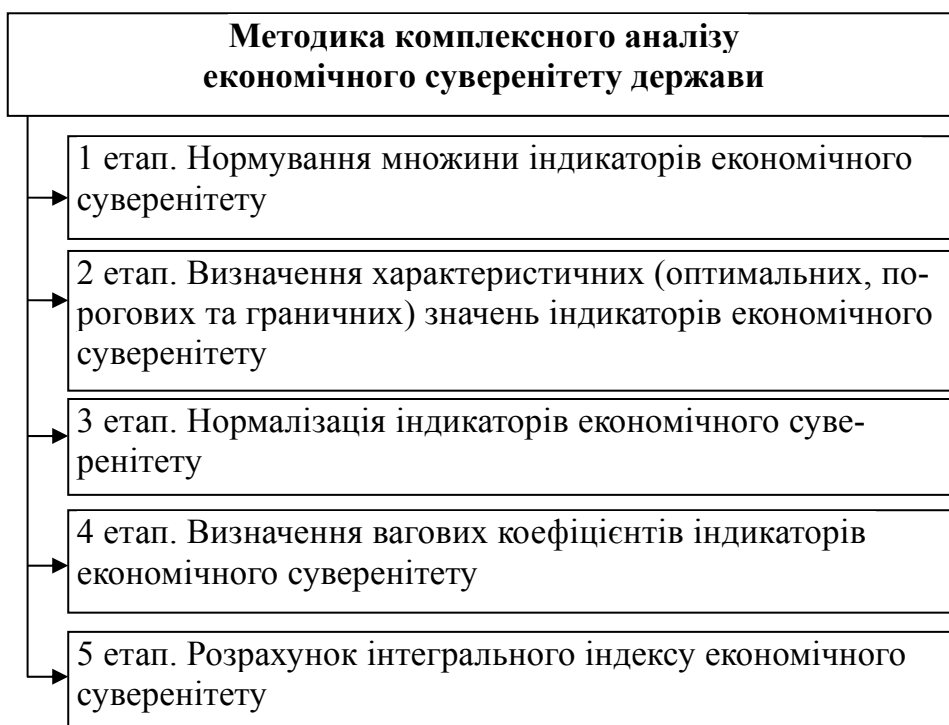 Методика комплексного аналізу
економічного суверенітету держави
1 етап. Нормування множини індикаторів економічного
суверенітету
2 етап. Визначення характеристичних (оптимальних, по-
рогових та граничних) значень індикаторів економічного
суверенітету
3 етап. Нормалізація індикаторів економічного суве-
ренітету
4 етап. Визначення вагових коефіцієнтів індикаторів
економічного суверенітету
5 етап. Розрахунок інтегрального індексу економічного
суверенітету